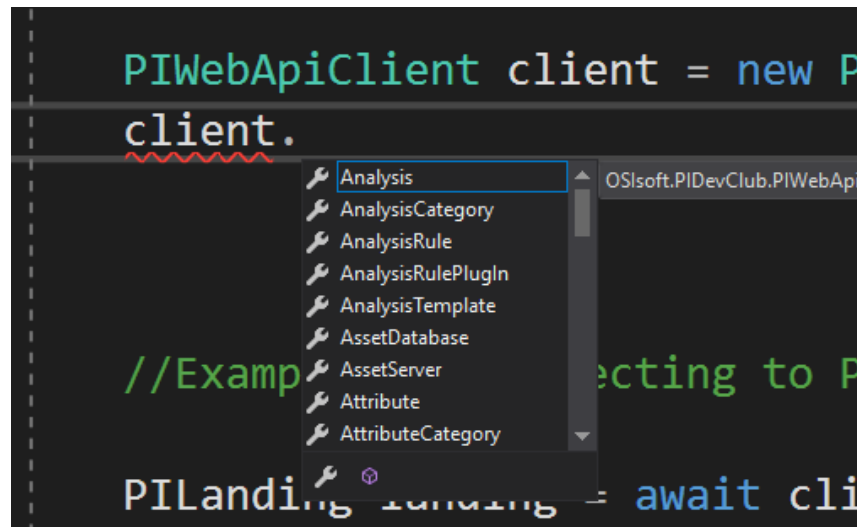 PIWebApiClient client = new P
client.
Analysis
OSIsoft.PIDevClub.PIWebApi
AnalysisCategory
AnalysisRule
AnalysisRulePlugIn
AnalysisTemplate
AssetDatabase
AssetServer
Attribute
AttributeCategory
//Examp ecting to P
PILanding landing = await cli